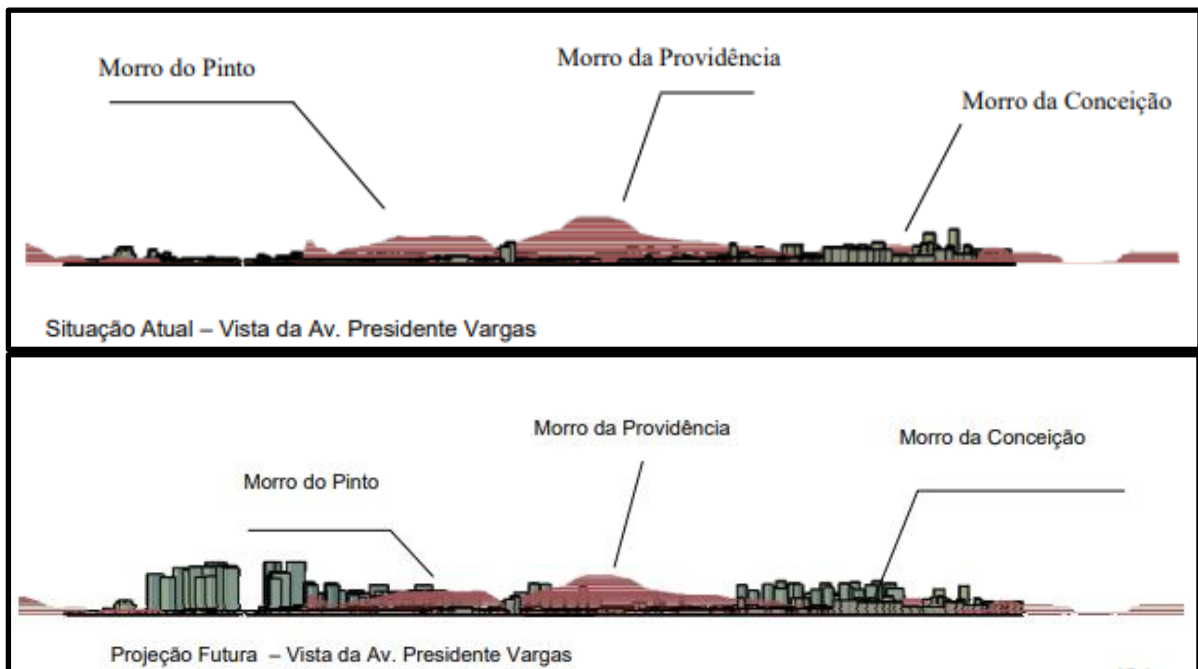 Morro do Pinto
Morro da Providência
Morro da Conceição
Situação Atual – Vista da Av. Presidente Vargas
Morro do Pinto
Morro da Providência
Morro da Conceição
Projeção Futura – Vista da Av. Presidente Vargas